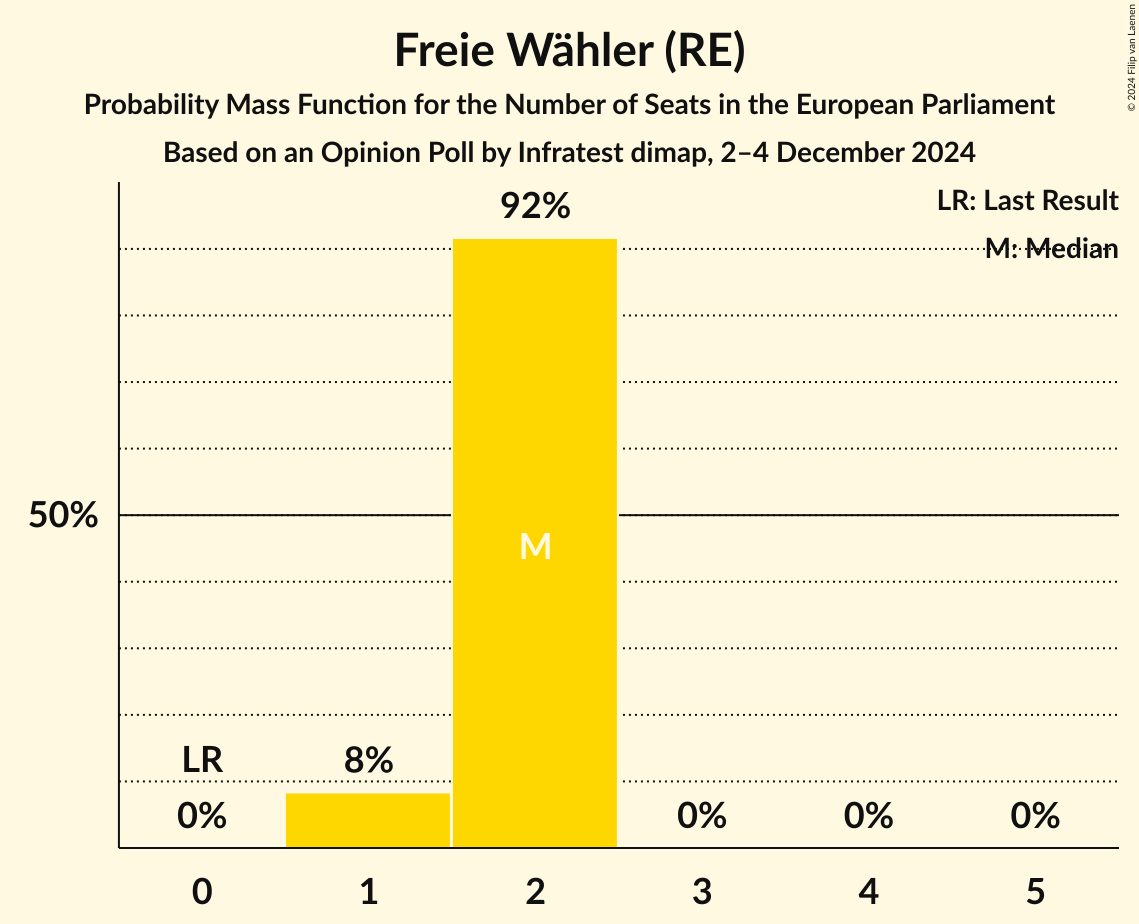 Freie Wähler (RE)
Probability Mass Function for the Number of Seats in the European Parliament
Based on an Opinion Poll by Infratest dimap, 2–4 December 2024
© 2024 Filip van Laenen
LR: Last Result
M: Median
92%
50%
M
LR
8%
0%
0%
0%
0%
0
1
2
3
4
5